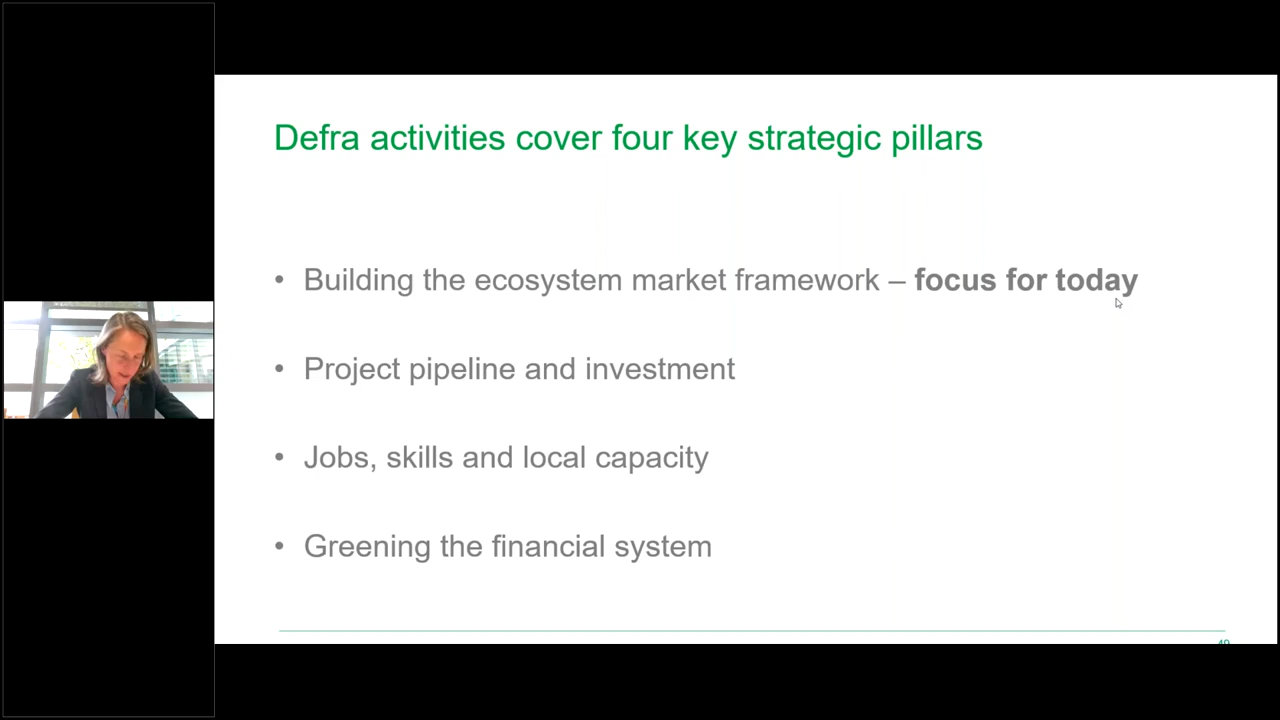 Defra activities cover four key strategic pillars
• Building the ecosystem market framework – focus for today
• Project pipeline and investment
• Jobs, skills and local capacity
• Greening the financial system